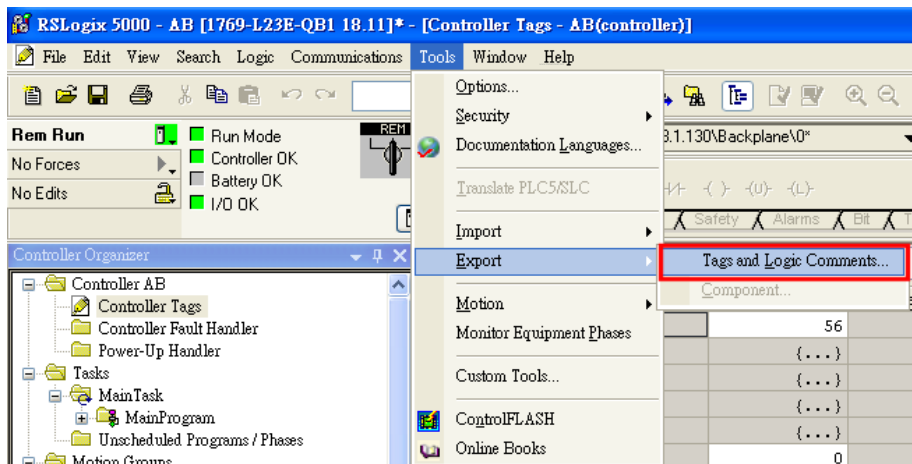 RSLogix 5000 - AB [1769-L23E-QB1 18.11]* - [Controller Tags - AB(controller)]
File Edit View Search Logic Communications Tools Window Help
Rem Run
No Forces
No Edits
Run Mode
Controller OK
Battery OK
I/O OK
REM
Options...
Security
Documentation Languages...
Translate PLC5/SLC
Import
Export
Motion
Monitor Equipment Phases
Custom Tools...
ControlFLASH
Online Books
Tags and Logic Comments...
Component...
3.1.130\Backplane\0*
Safety Alarms Bit
Controller Organizer
Controller AB
Controller Tags
Controller Fault Handler
Power-Up Handler
Tasks
MainTask
MainProgram
Unscheduled Programs / Phases
Motion Groups
56
{...}
{...}
{...}
{...}
0